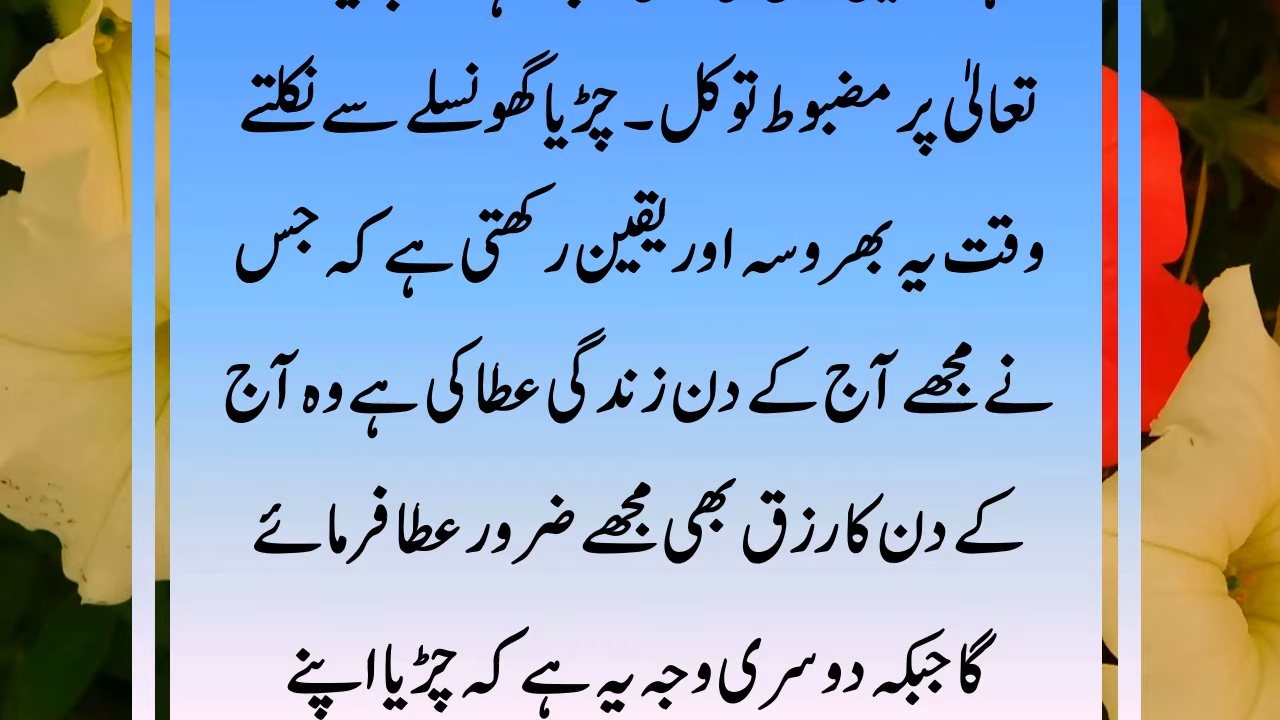 تعالیٰ پر مضبوط توکل۔ چڑیا گھونسلے سے نکلتے
وقت یہ بھروسہ اور یقین رکھتی ہے کہ جس
نے مجھے آج کے دن زندگی عطا کی ہے وہ آج
کے دن کا رزق بھی مجھے ضرور عطا فرمائے
گا جبکہ دوسری وجہ یہ ہے کہ چڑیا اپنے